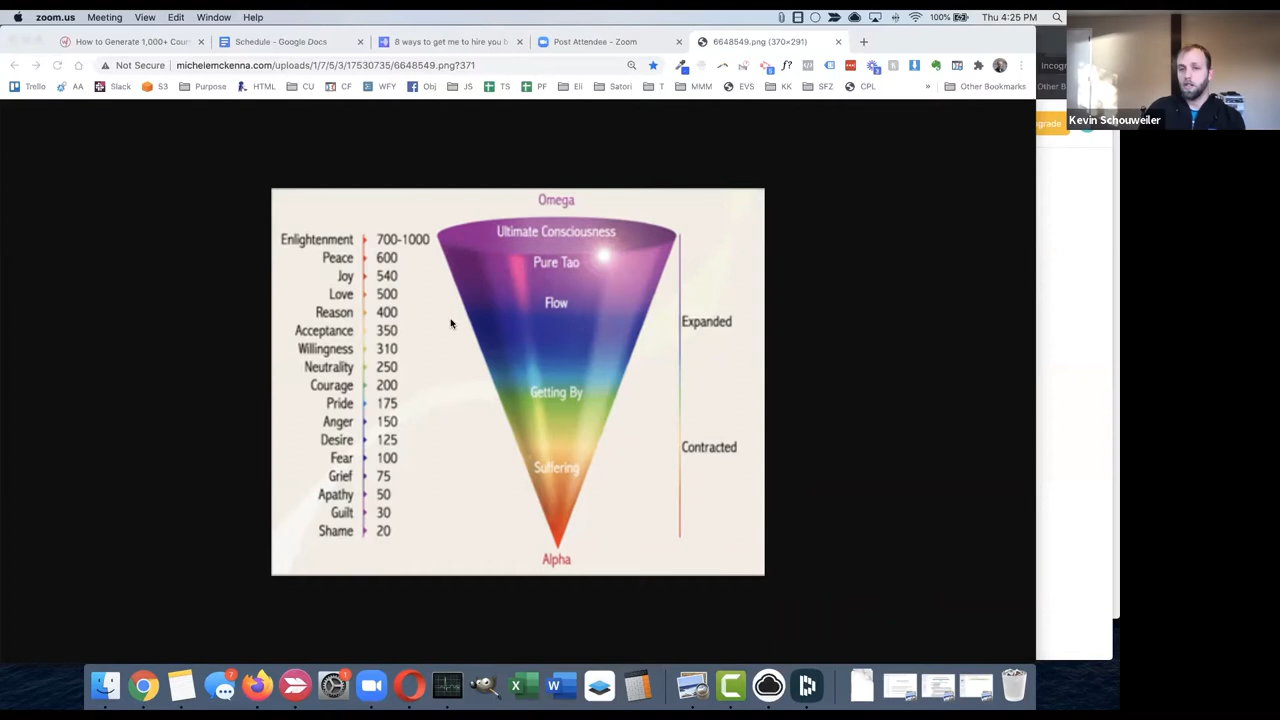 zoom.us Meeting View Edit Window Help 100% Thu 4:25 PM
How to Generate 1,000+ Cour Schedule - Google Docs 8 ways to get me to hire you b Post Attendee - Zoom 6648549.png (370×291)
Not Secure michelemckenna.com/uploads/1/7/5/3/17530735/6648549.png?371 Incogn
Trello AA Slack S3 Purpose HTML CU CF WFY Obj JS TS PF Eli Satori T MMM EVS KK SFZ CPL » Other Bookmarks Other B
Kevin Schouweiler
grade
Omega
Ultimate Consciousness
Enlightenment 700-1000
Peace 600
Pure Tao
Joy 540
Love 500
Flow
Reason 400
Expanded
Acceptance 350
Willingness 310
Neutrality 250
Courage 200
Getting By
Pride 175
Anger 150
Desire 125
Contracted
Fear 100
Suffering
Grief 75
Apathy 50
Guilt 30
Shame 20
Alpha